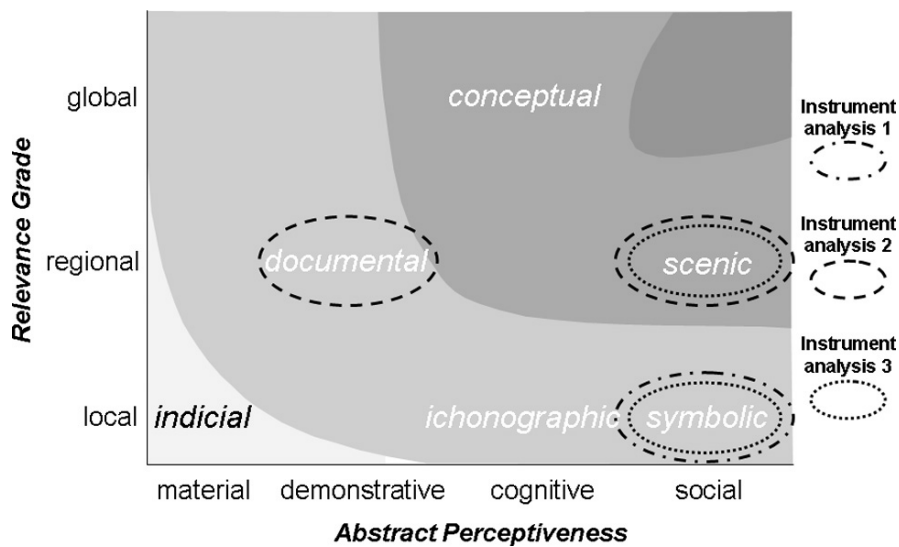 Relevance Grade
global
regional
local
conceptual
documental
scenic
indicial
ichonographic
symbolic
material
demonstrative
cognitive
social
Abstract Perceptiveness
Instrument
analysis 1
Instrument
analysis 2
Instrument
analysis 3